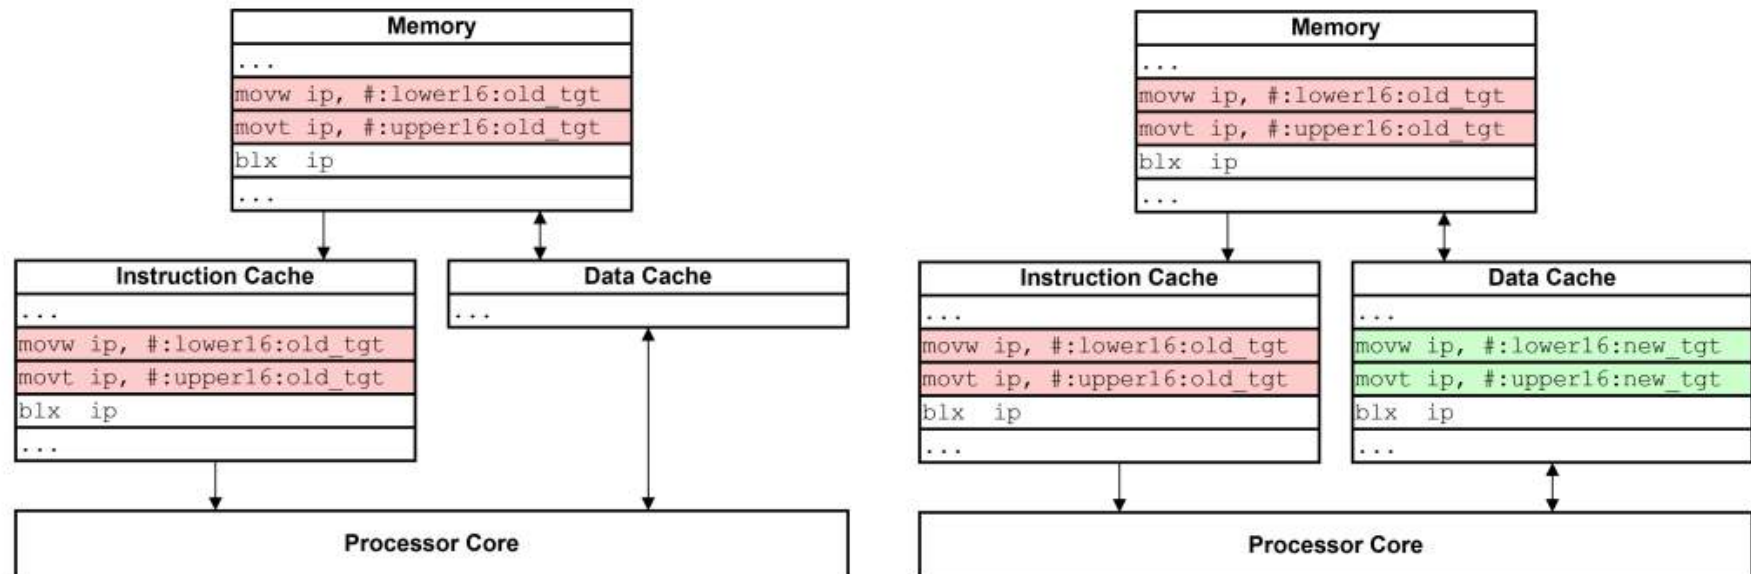 Memory
...
movw ip, #:lower16:old_tgt
movt ip, #:upper16:old_tgt
blx ip
...
Instruction Cache
...
movw ip, #:lower16:old_tgt
movt ip, #:upper16:old_tgt
blx ip
...
Data Cache
...
Processor Core
Memory
...
movw ip, #:lower16:old_tgt
movt ip, #:upper16:old_tgt
blx ip
...
Instruction Cache
...
movw ip, #:lower16:old_tgt
movt ip, #:upper16:old_tgt
blx ip
...
Data Cache
...
movw ip, #:lower16:new_tgt
movt ip, #:upper16:new_tgt
blx ip
...
Processor Core